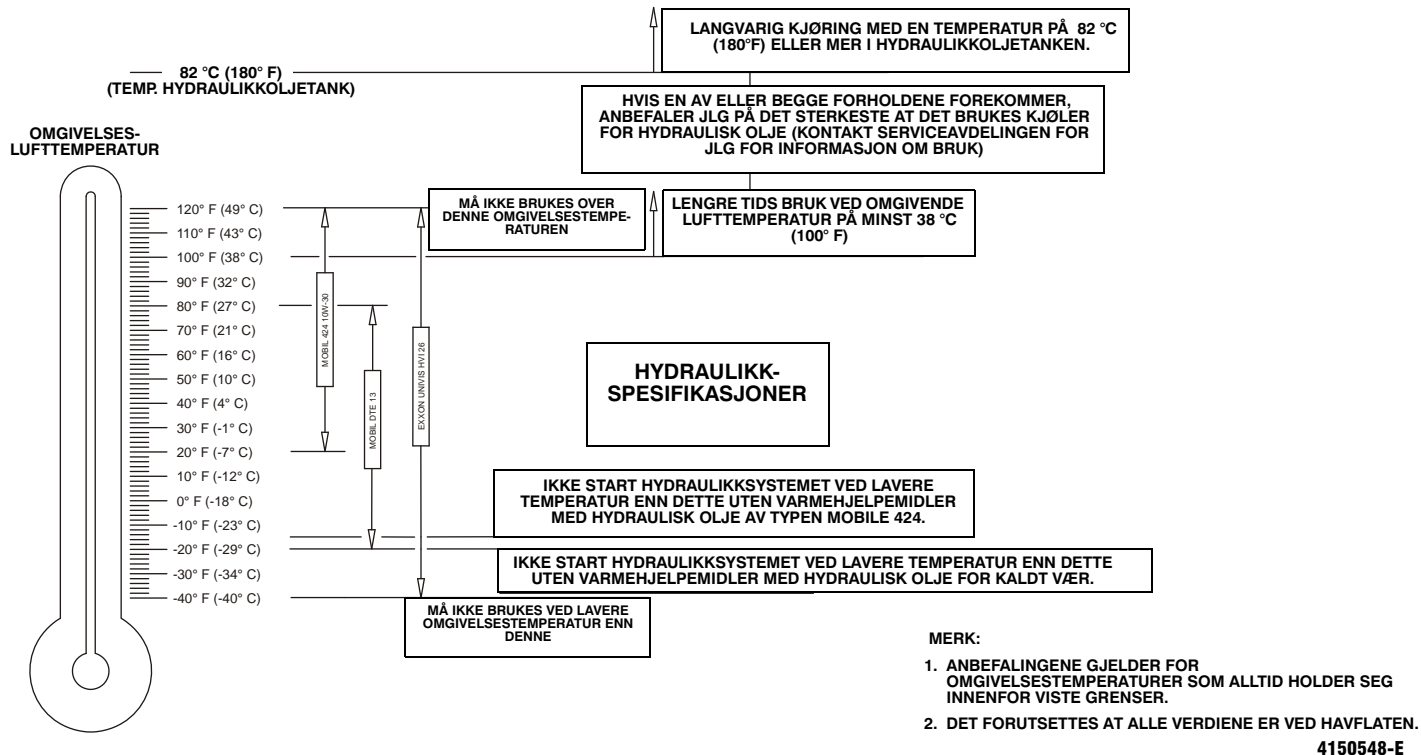 LANGVARIG KJØRING MED EN TEMPERATUR PÅ 82 °C
(180°F) ELLER MER I HYDRAULIKKOLJETANKEN.
82 °C (180° F)
(TEMP. HYDRAULIKKOLJETANK)
HVIS EN AV ELLER BEGGE FORHOLDENE FOREKOMMER,
ANBEFALER JLG PÅ DET STERKESTE AT DET BRUKES KJØLER
FOR HYDRAULISK OLJE (KONTAKT SERVICEAVDELINGEN FOR
JLG FOR INFORMASJON OM BRUK)
OMGIVELSES-
LUFTTEMPERATUR
MÅ IKKE BRUKES OVER
DENNE OMGIVELSESTEMPE-
RATUREN
LENGRE TIDS BRUK VED OMGIVENDE
LUFTTEMPERATUR PÅ MINST 38 °C
(100° F)
120° F (49° C)
110° F (43° C)
100° F (38° C)
90° F (32° C)
80° F (27° C)
70° F (21° C)
60° F (16° C)
50° F (10° C)
40° F (4° C)
30° F (-1° C)
20° F (-7° C)
10° F (-12° C)
0° F (-18° C)
-10° F (-23° C)
-20° F (-29° C)
-30° F (-34° C)
-40° F (-40° C)
MOBIL 424 10W-30
MOBIL DTE 13
EXXON UNIVIS HVI 26
HYDRAULIKK-
SPESIFIKASJONER
IKKE START HYDRAULIKKSYSTEMET VED LAVERE
TEMPERATUR ENN DETTE UTEN VARMEHJELPEMIDLER
MED HYDRAULISK OLJE AV TYPEN MOBILE 424.
IKKE START HYDRAULIKKSYSTEMET VED LAVERE TEMPERATUR ENN DETTE
UTEN VARMEHJELPEMIDLER MED HYDRAULISK OLJE FOR KALDT VÆR.
MÅ IKKE BRUKES VED LAVERE
OMGIVELSESTEMPERATUR ENN
DENNE
MERK:
1. ANBEFALINGENE GJELDER FOR
OMGIVELSESTEMPERATURER SOM ALLTID HOLDER SEG
INNENFOR VISTE GRENSER.
2. DET FORUTSETTES AT ALLE VERDIENE ER VED HAVFLATEN.
4150548-E